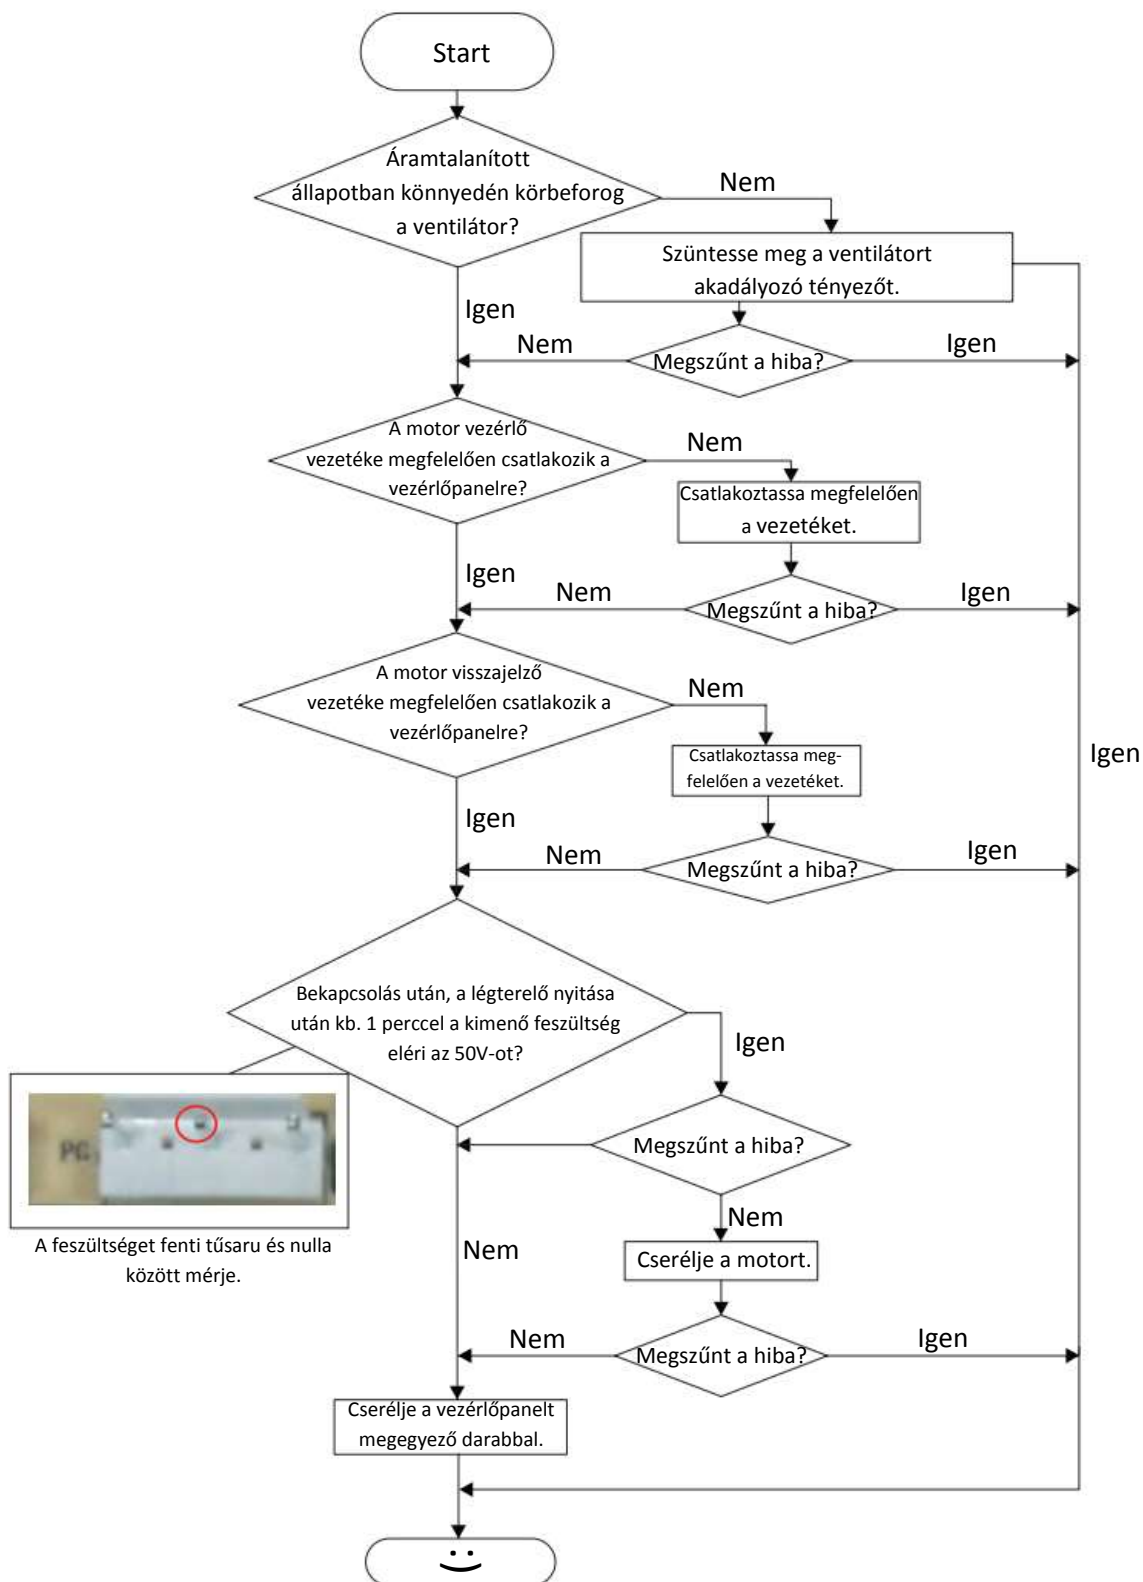 Start
Áramtalanított
állapotban könnyedén körbeforog
a ventilátor?
Nem
Szüntesse meg a ventilátort
akadályozó tényezőt.
Igen
Nem
Megszűnt a hiba?
Igen
A motor vezérlő
vezetéke megfelelően csatlakozik a
vezérlőpanelre?
Nem
Csatlakoztassa megfelelően
a vezetéket.
Igen
Nem
Megszűnt a hiba?
Igen
A motor visszajelző
vezetéke megfelelően csatlakozik a
vezérlőpanelre?
Nem
Csatlakoztassa meg-
felelően a vezetéket.
Igen
Igen
Nem
Megszűnt a hiba?
Igen
Bekapcsolás után, a légterelő nyitása
után kb. 1 perccel a kimenő feszültség
eléri az 50V-ot?
Igen
PG
A feszültséget fenti tűsaru és nulla
között mérje.
Megszűnt a hiba?
Nem
Nem
Cserélje a motort.
Nem
Megszűnt a hiba?
Igen
Cserélje a vezérlőpanelt
megegyező darabbal.